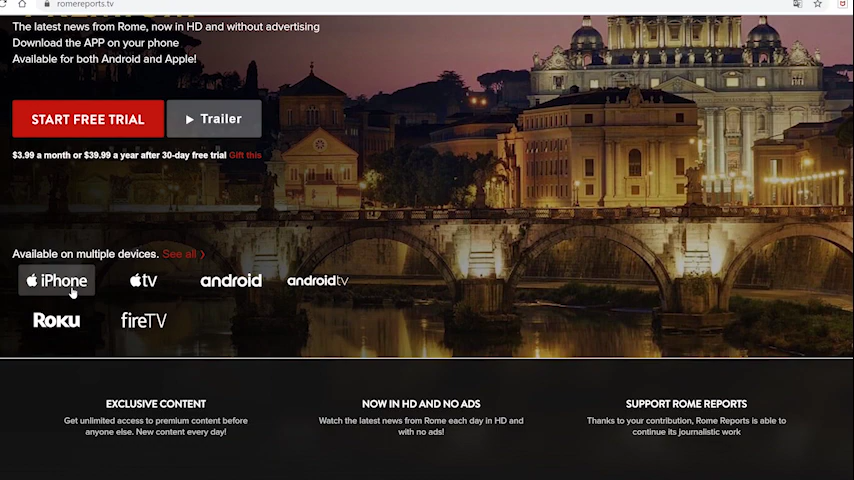 romereports.tv
The latest news from Rome, now in HD and without advertising
Download the APP on your phone
Available for both Android and Apple!
START FREE TRIAL
Trailer
$3.99 a month or $39.99 a year after 30-day free trial Gift this
Available on multiple devices. See all
iPhone
tv
android
androidtv
ROKU
fireTV
EXCLUSIVE CONTENT
Get unlimited access to premium content before
anyone else. New content every day!
NOW IN HD AND NO ADS
Watch the latest news from Rome each day in HD and
with no ads!
SUPPORT ROME REPORTS
Thanks to your contribution, Rome Reports is able to
continue its journalistic work